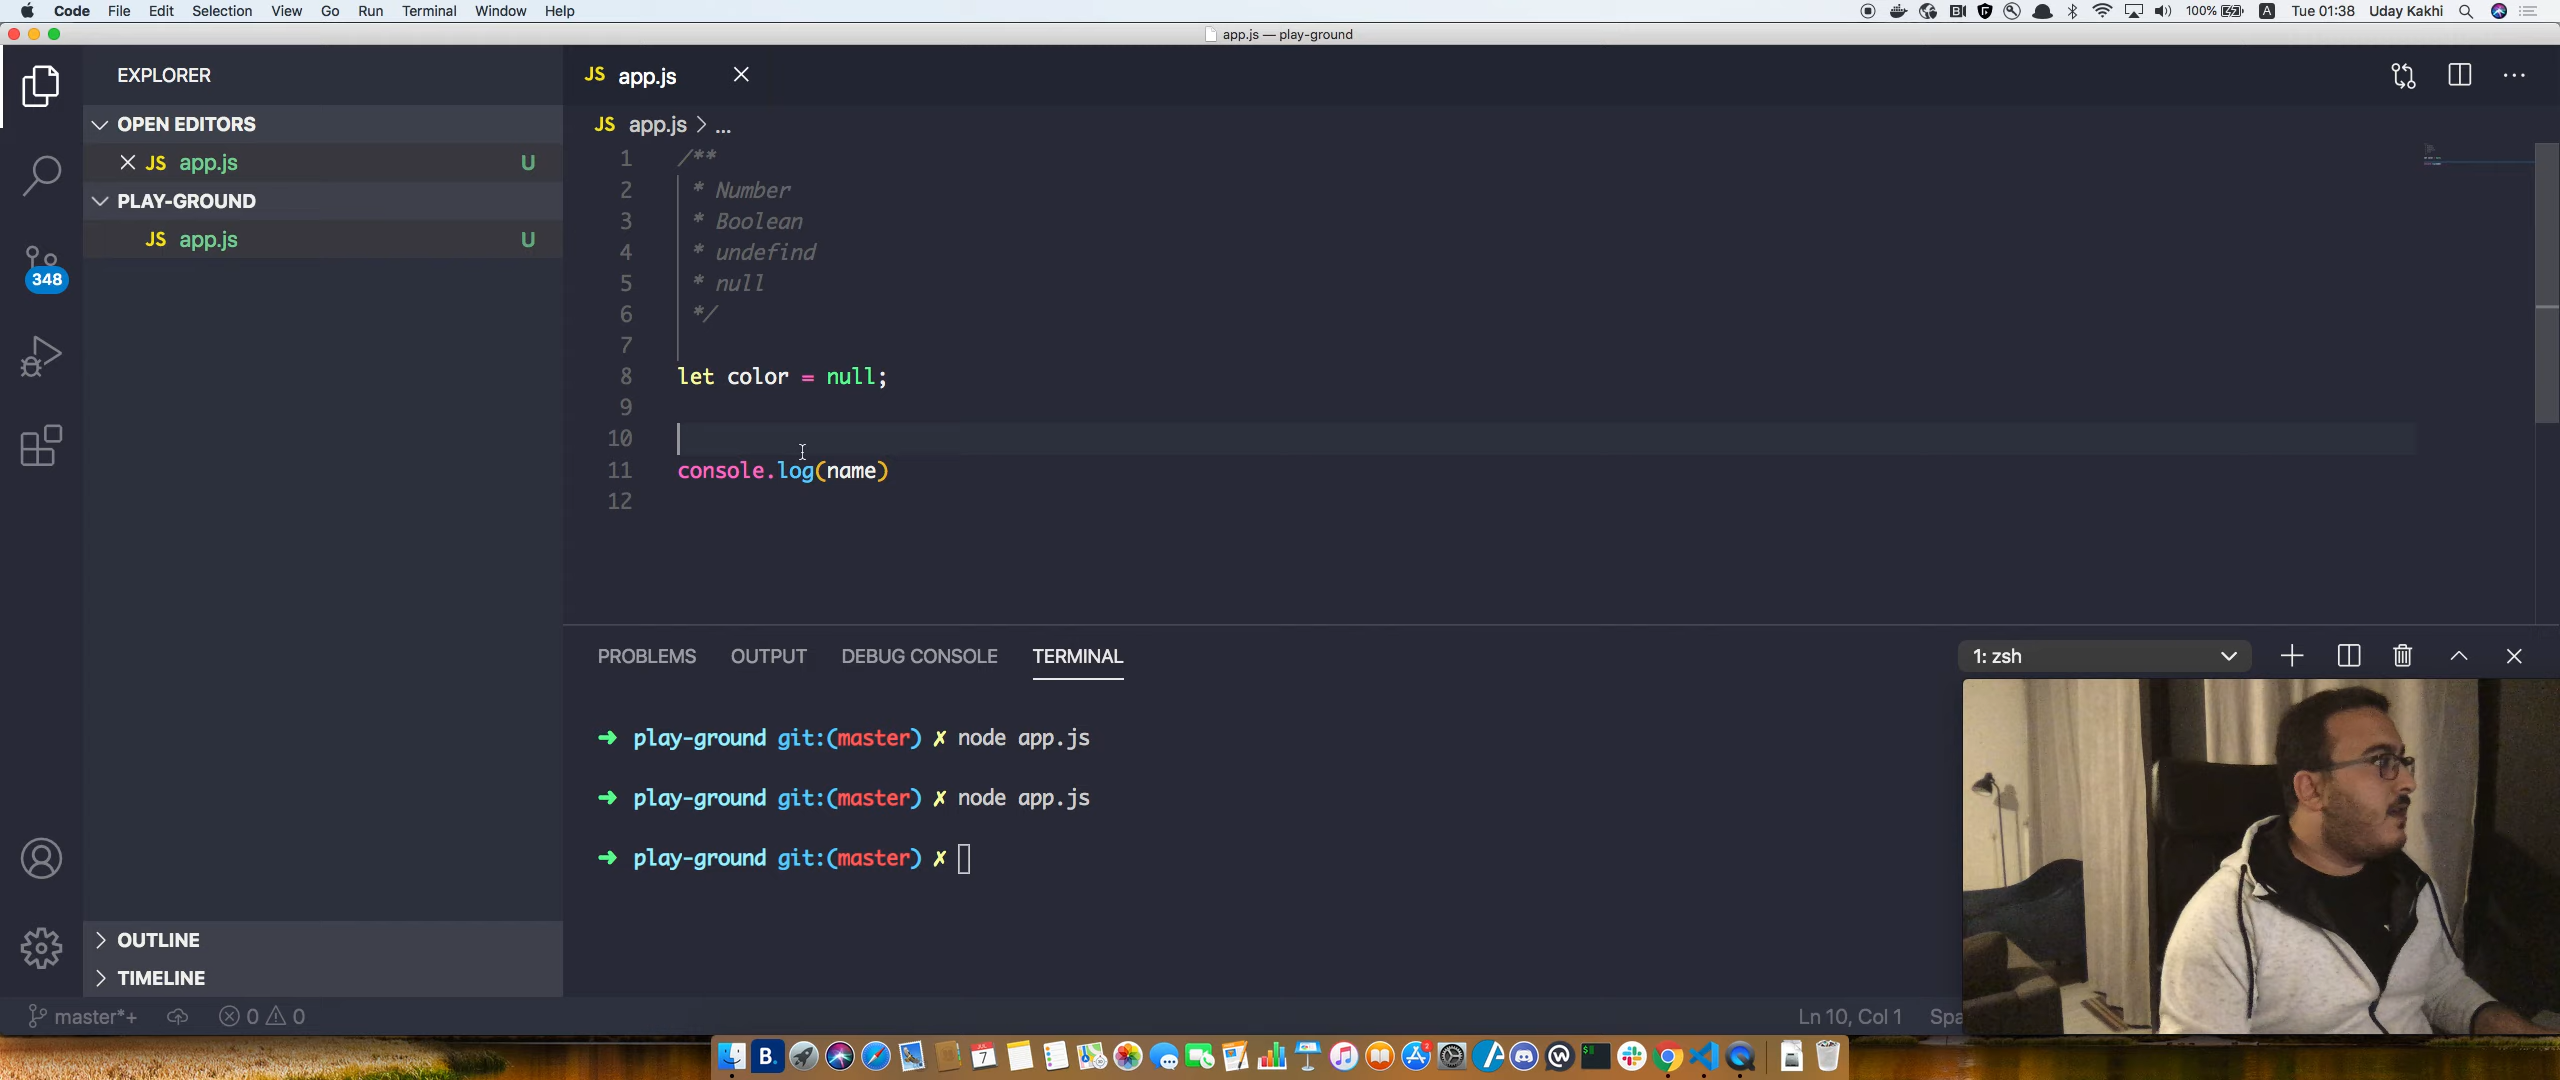 Code File Edit Selection View Go Run Terminal Window Help
100% A Tue 01:38 Uday Kakhi
app.js — play-ground
EXPLORER
OPEN EDITORS
JS app.js U
PLAY-GROUND
JS app.js U
348
OUTLINE
TIMELINE
JS app.js
JS app.js > ...
1 /**
2 * Number
3 * Boolean
4 * undefind
5 * null
6 */
7
8 let color = null;
9
10
11 console.log(name)
12
PROBLEMS OUTPUT DEBUG CONSOLE TERMINAL
1: zsh
➜ play-ground git:(master) ✗ node app.js
➜ play-ground git:(master) ✗ node app.js
➜ play-ground git:(master) ✗
master*+ 0 0
Ln 10, Col 1 Spa
B. 7